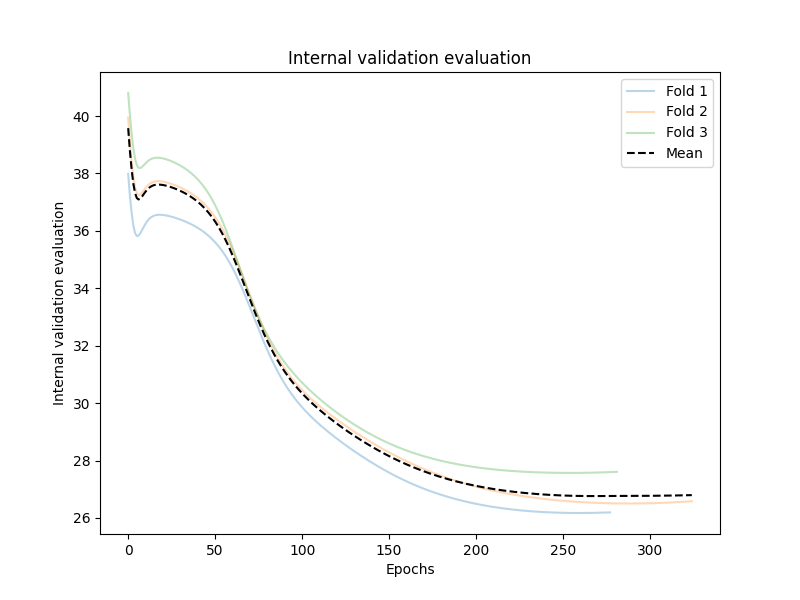 Internal validation evaluation
Fold 1
Fold 2
Fold 3
Mean
Internal validation evaluation
40
38
36
34
32
30
28
26
0 50 100 150 200 250 300
Epochs